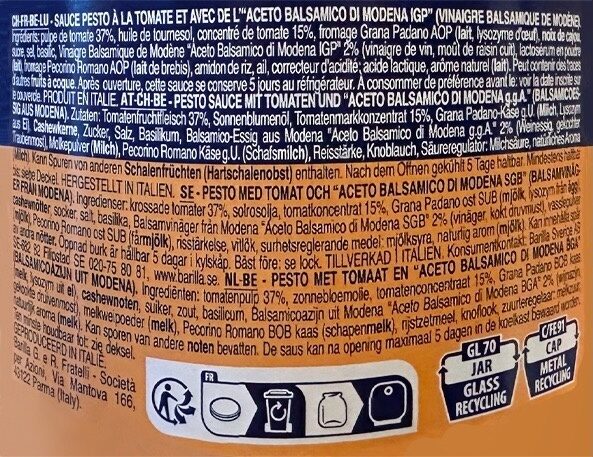 CH-FR-BE-LU - SAUCE PESTO À LA TOMATE ET AVEC DE L'"ACETO BALSAMICO DI MODENA IGP" (VINAIGRE BALSAMIQUE DE MODÈNE).
Ingrédients: pulpe de tomate 37%, huile de tournesol, concentré de tomate 15%, fromage Grana Padano AOP (lait, lysozyme d'œuf), noix de cajou,
sucre, sel, basilic, Vinaigre Balsamique de Modène "Aceto Balsamico di Modena IGP" 2% (vinaigre de vin, moût de raisin cuit), lactosérum en poudre
(lait), fromage Pecorino Romano AOP (lait de brebis), amidon de riz, ail, correcteur d'acidité: acide lactique, arôme naturel (lait). Peut contenir des traces
d'autres fruits à coque. Après ouverture, cette sauce se conserve 5 jours au réfrigérateur. A consommer de préférence avant le: voir la date inscrite sur
PRODUIT EN ITALIE. AT-CH-BE - PESTO SAUCE MIT TOMATEN UND "ACETO BALSAMICO DI MODENA g.g.A." (BALSAMICOES-
SIG AUS MODENA). Zutaten: Tomatenfruchtfleisch 37%, Sonnenblumenöl, Tomatenmarkkonzentrat 15%, Grana Padano-Käse g.U. (Milch, Lysozym
aus Ei), Cashewkerne, Zucker, Salz, Basilikum, Balsamico-Essig aus Modena "Aceto Balsamico di Modena g.g.A." 2% (Weinessig, gekochter
Traubenmost), Molkepulver (Milch), Pecorino Romano Käse g.U. (Schafsmilch), Reisstärke, Knoblauch, Säureregulator: Milchsäure, natürliches Aroma
(Milch). Kann Spuren von anderen Schalenfrüchten (Hartschalenobst) enthalten. Nach dem Öffnen gekühlt 5 Tage haltbar. Mindestens haltbar
bis: siehe Deckel. HERGESTELLT IN ITALIEN. SE - PESTO MED TOMAT OCH "ACETO BALSAMICO DI MODENA SGB" (BALSAMVINÄG-
ER FRÅN MODENA). Ingredienser: krossade tomater 37%, solrosolja, tomatkoncentrat 15%, Grana Padano ost SUB (mjölk, lysozym från ägg),
cashewnötter, socker, salt, basilika, Balsamvinäger från Modena "Aceto Balsamico di Modena SGB" 2% (vinäger, kokt druvmust), vasslepulver
(mjölk), Pecorino Romano ost SUB (fårmjölk), risstärkelse, vitlök, surhetsreglerande medel: mjölksyra, naturlig arom (mjölk). Kan innehålla spår
av andra nötter. Öppnad burk är hållbar 5 dagar i kylskåp. Bäst före: se lock. TILLVERKAD I ITALIEN. Konsumentkontakt: Barilla Sverige AB
SE-682 82 Filipstad SE 020-75 80 81, www.barilla.se. NL-BE - PESTO MET TOMAAT EN "ACETO BALSAMICO DI MODENA BGA"
(BALSAMICOAZIJN UIT MODENA). Ingrediënten: tomatenpulp 37%, zonnebloemolie, tomatenconcentraat 15%, Grana Padano BOB kaas
(melk, lysozym uit ei), cashewnoten, suiker, zout, basilicum, Balsamicoazijn uit Modena "Aceto Balsamico di Modena BGA" 2% (wijnazijn,
gekookte druivenmost), melkweipoeder (melk), Pecorino Romano BOB kaas (schapenmelk), rijstzetmeel, knoflook, zuurteregelaar: melkzuur,
natuurlijk aroma (melk). Kan sporen van andere noten bevatten. De saus kan na opening maximaal 5 dagen in de koelkast bewaard worden.
Ten minste houdbaar tot: zie deksel.
GEPRODUCEERD IN ITALIE.
Barilla G. e R. Fratelli - Società
per Azioni, Via Mantova 166,
43122 Parma (Italy).
FR
GL 70
JAR
GLASS
RECYCLING
C/FE 91
CAP
METAL
RECYCLING